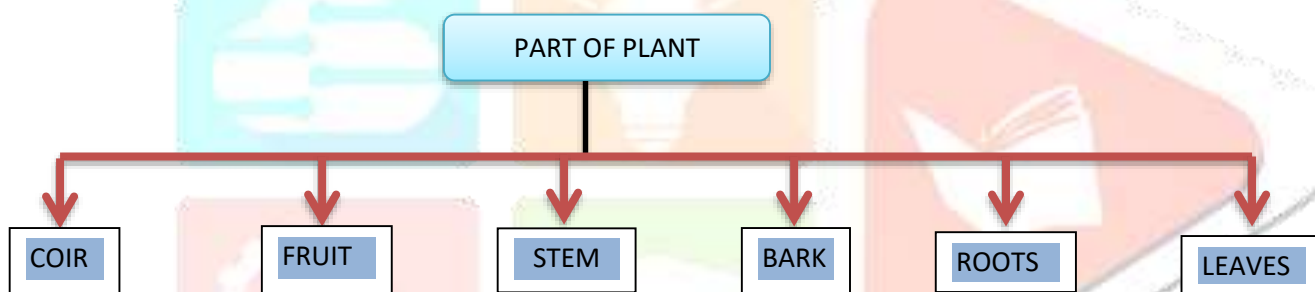 PART OF PLANT
COIR
FRUIT
STEM
BARK
ROOTS
LEAVES